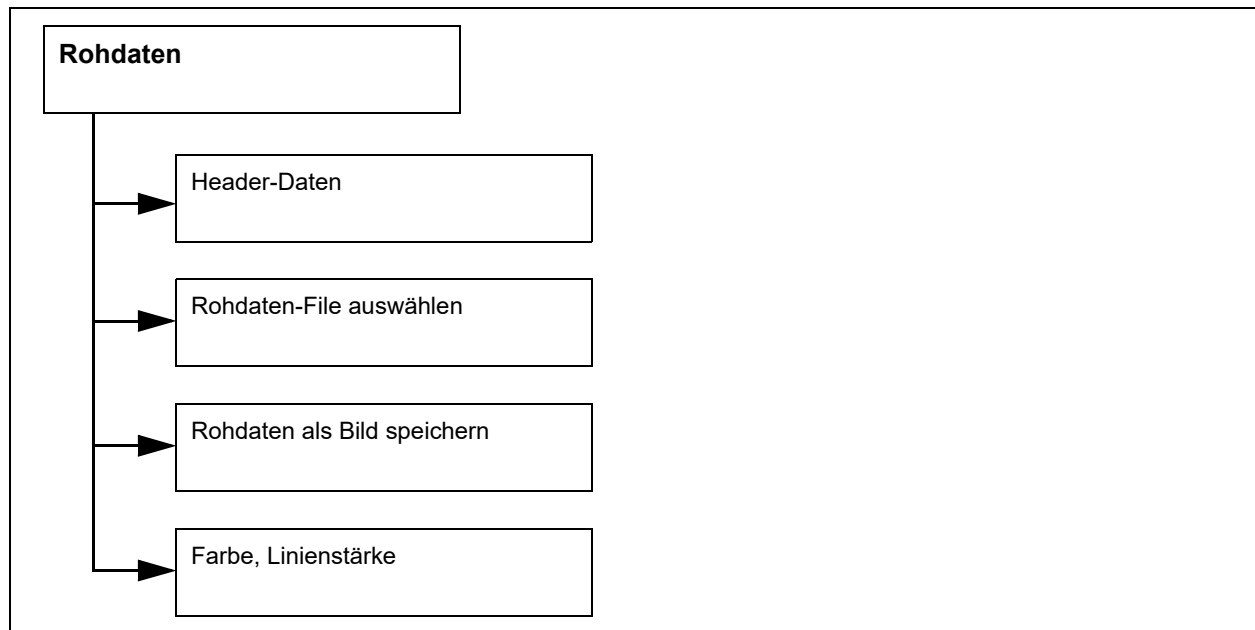 Rohdaten
Header-Daten
Rohdaten-File auswählen
Rohdaten als Bild speichern
Farbe, Linienstärke